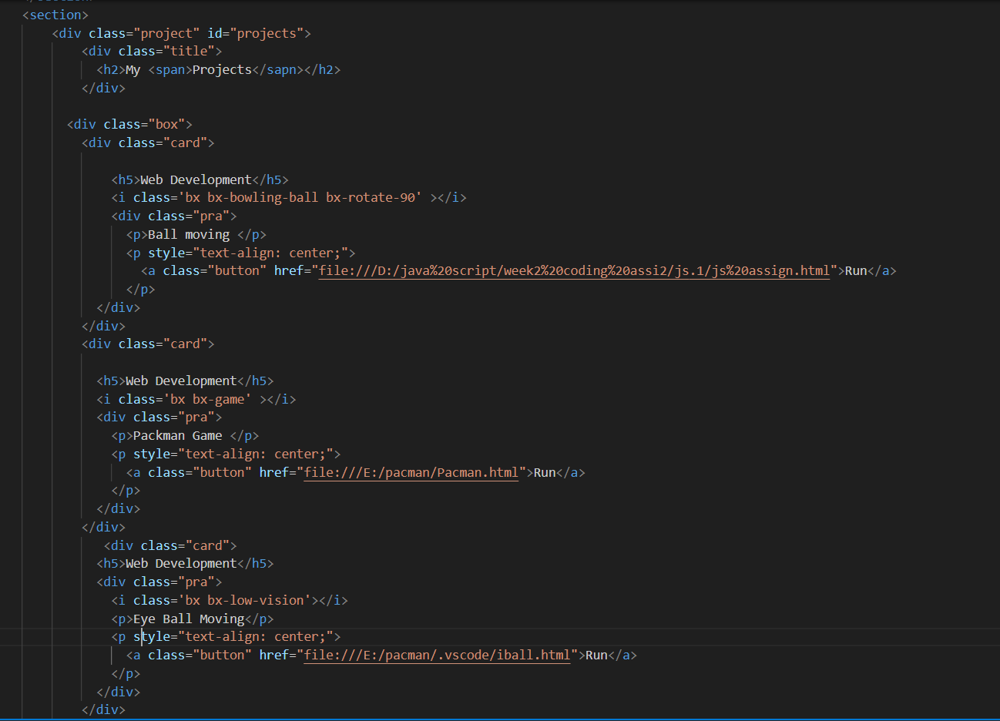 <section>
<div class="project" id="projects">
<div class="title">
<h2>My <span>Projects</sapn></h2>
</div>
<div class="box">
<div class="card">
<h5>Web Development</h5>
<i class='bx bx-bowling-ball bx-rotate-90' ></i>
<div class="pra">
<p>Ball moving </p>
<p style="text-align: center;">
<a class="button" href="file:///D:/java%20script/week2%20coding%20assi2/js.1/js%20assign.html">Run</a>
</p>
</div>
</div>
<div class="card">
<h5>Web Development</h5>
<i class='bx bx-game' ></i>
<div class="pra">
<p>Packman Game </p>
<p style="text-align: center;">
<a class="button" href="file:///E:/pacman/Pacman.html">Run</a>
</p>
</div>
</div>
<div class="card">
<h5>Web Development</h5>
<div class="pra">
<i class='bx bx-low-vision'></i>
<p>Eye Ball Moving</p>
<p style="text-align: center;">
<a class="button" href="file:///E:/pacman/.vscode/iball.html">Run</a>
</p>
</div>
</div>